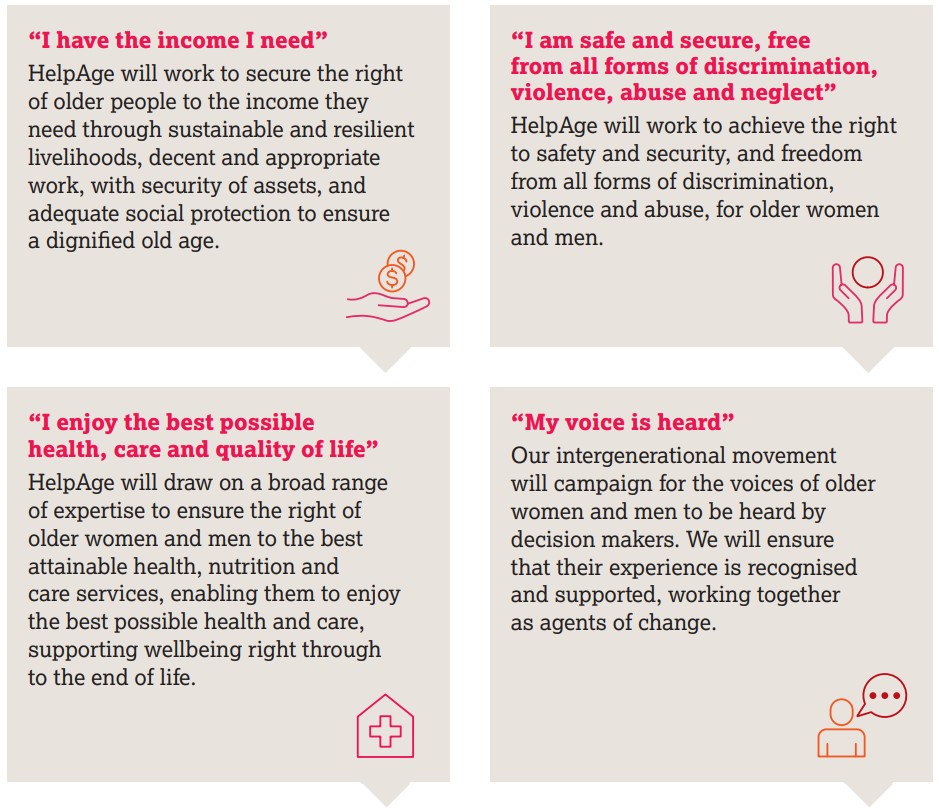 “I have the income I need”
HelpAge will work to secure the right
of older people to the income they
need through sustainable and resilient
livelihoods, decent and appropriate
work, with security of assets, and
adequate social protection to ensure
a dignified old age.
$
$
“I am safe and secure, free
from all forms of discrimination,
violence, abuse and neglect”
HelpAge will work to achieve the right
to safety and security, and freedom
from all forms of discrimination,
violence and abuse, for older women
and men.
“I enjoy the best possible
health, care and quality of life”
HelpAge will draw on a broad range
of expertise to ensure the right of
older women and men to the best
attainable health, nutrition and
care services, enabling them to enjoy
the best possible health and care,
supporting wellbeing right through
to the end of life.
“My voice is heard”
Our intergenerational movement
will campaign for the voices of older
women and men to be heard by
decision makers. We will ensure
that their experience is recognised
and supported, working together
as agents of change.